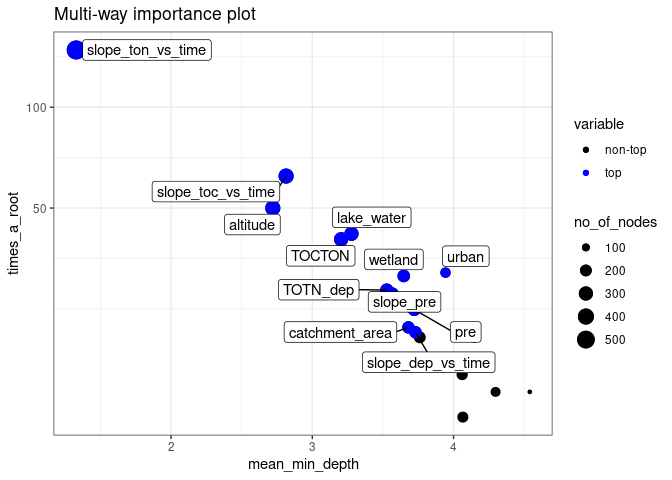 Multi-way importance plot
slope_ton_vs_time
100
variable
non-top
top
slope_toc_vs_time
50
altitude
lake_water
TOCTON
wetland
urban
TOTN_dep
slope_pre
catchment_area
pre
slope_dep_vs_time
times_a_root
no_of_nodes
100
200
300
400
500
2
3
4
mean_min_depth